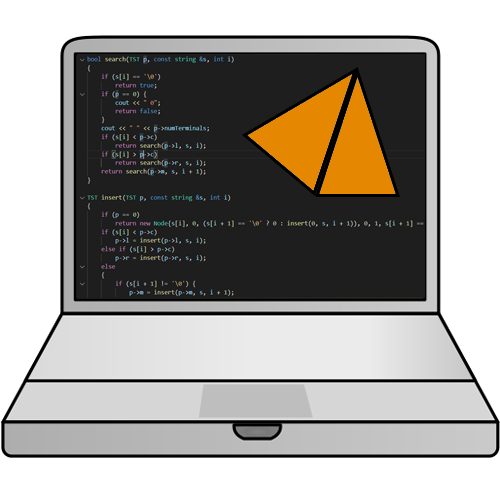 bool search(TST p, const string &s, int i)
{
if (s[i] == '\0')
return true;
if (p == 0) {
cout << " 0";
return false;
}
cout << " " << p->numTerminals;
if (s[i] < p->c)
return search(p->l, s, i);
if (s[i] > p->c)
return search(p->r, s, i);
return search(p->m, s, i + 1);
}
TST insert(TST p, const string &s, int i)
{
if (p == 0)
return new Node(s[i], 0, (s[i + 1] == '\0' ? 0 : insert(0, s, i + 1)), 0, 1, s[i + 1] ==
if (s[i] < p->c)
p->l = insert(p->l, s, i);
else if (s[i] > p->c)
p->r = insert(p->r, s, i);
else
{
if (s[i + 1] != '\0') {
p->m = insert(p->m, s, i + 1);